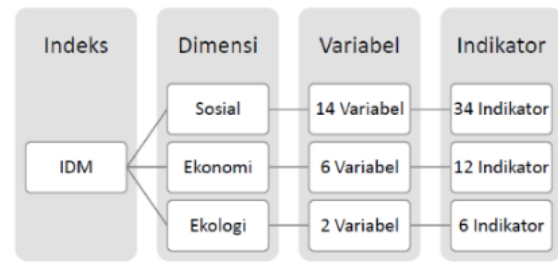 Indeks Dimensi Variabel Indikator
Sosial 14 Variabel 34 Indikator
IDM Ekonomi 6 Variabel 12 Indikator
Ekologi 2 Variabel 6 Indikator